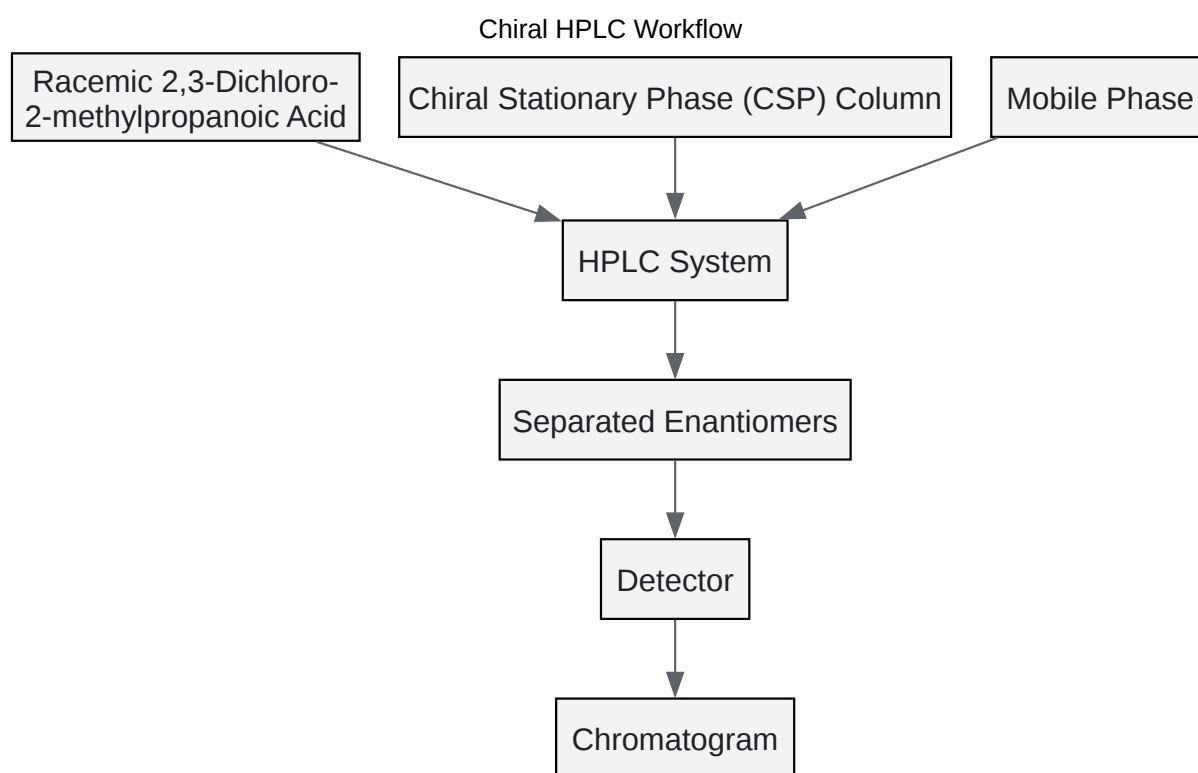 Chiral HPLC Workflow
Racemic 2,3-Dichloro-
2-methylpropanoic Acid
Chiral Stationary Phase (CSP) Column
Mobile Phase
HPLC System
Separated Enantiomers
Detector
Chromatogram